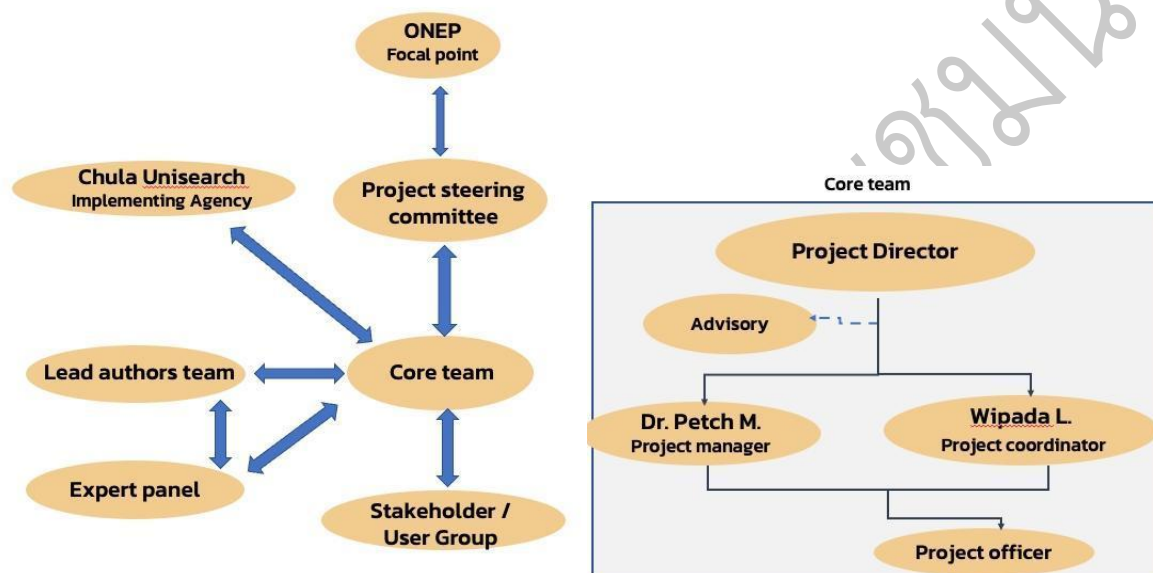 ONEP
Focal point
Chula Unisearch
Implementing Agency
Project steering
committee
Lead authors team
Core team
Expert panel
Stakeholder /
User Group
Core team
Project Director
Advisory
Dr. Petch M.
Project manager
Wipada L.
Project coordinator
Project officer